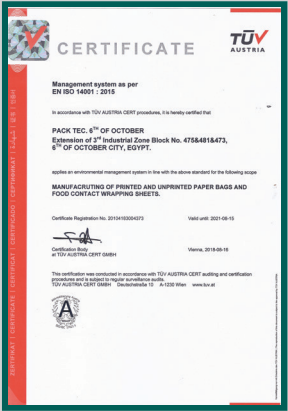 CERTIFICATE
TÜV
AUSTRIA
Management system as per
EN ISO 14001 : 2015
In accordance with TÜV AUSTRIA CERT procedures, it is hereby certified that
PACK TEC. 6TH OF OCTOBER
Extension of 3rd Industrial Zone Block No. 475&481&473,
6TH OF OCTOBER CITY, EGYPT.
applies an environmental management system in line with the above standard for the following scope
MANUFACRUTING OF PRINTED AND UNPRINTED PAPER BAGS AND
FOOD CONTACT WRAPPING SHEETS.
Certificate Registration No. 20104183004373
Valid until: 2021-06-15
Certification Body
at TÜV AUSTRIA CERT GMBH
Vienna, 2018-06-16
This certification was conducted in accordance with TÜV AUSTRIA CERT auditing and certification
procedures and is subject to regular surveillance audits.
TÜV AUSTRIA CERT GMBH Deutschstraße 10 A-1230 Wien www.tuv.at
ZERTIFIKAT | CERTIFICATE | CERTIFICADO | CERTIFICAT